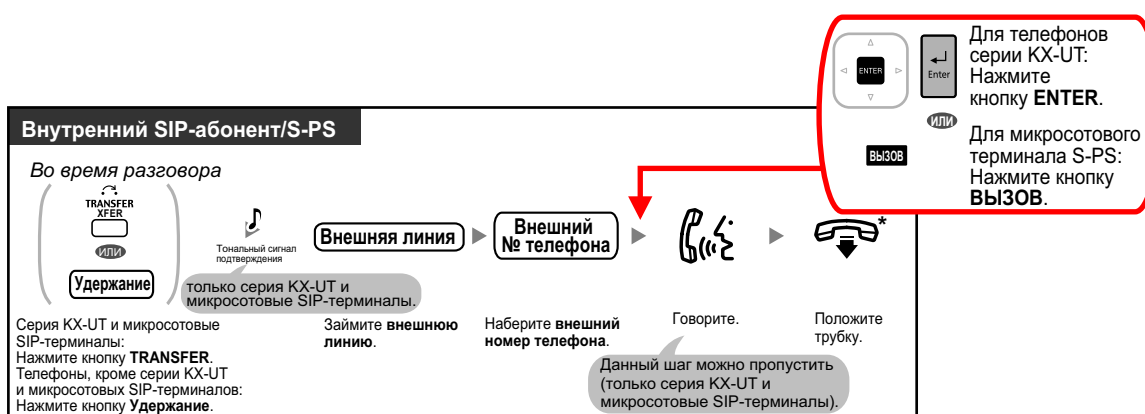 Для телефонов
серии KX-UT:
Нажмите
кнопку ENTER.
ENTER
Enter
ИЛИ
Для микросотового
терминала S-PS:
Нажмите кнопку
ВЫЗОВ.
ВЫЗОВ
Внутренний SIP-абонент/S-PS
Во время разговора
TRANSFER
XFER
ИЛИ
Удержание
Тональный сигнал
подтверждения
только серия KX-UT и
микросотовые SIP-терминалы.
Внешняя линия
Внешний
№ телефона
*
Серия KX-UT и микросотовые
SIP-терминалы:
Нажмите кнопку TRANSFER.
Телефоны, кроме серии KX-UT
и микросотовых SIP-терминалов:
Нажмите кнопку Удержание.
Займите внешнюю
линию.
Наберите внешний
номер телефона.
Говорите.
Данный шаг можно пропустить
(только серия KX-UT и
микросотовые SIP-терминалы).
Положите
трубку.